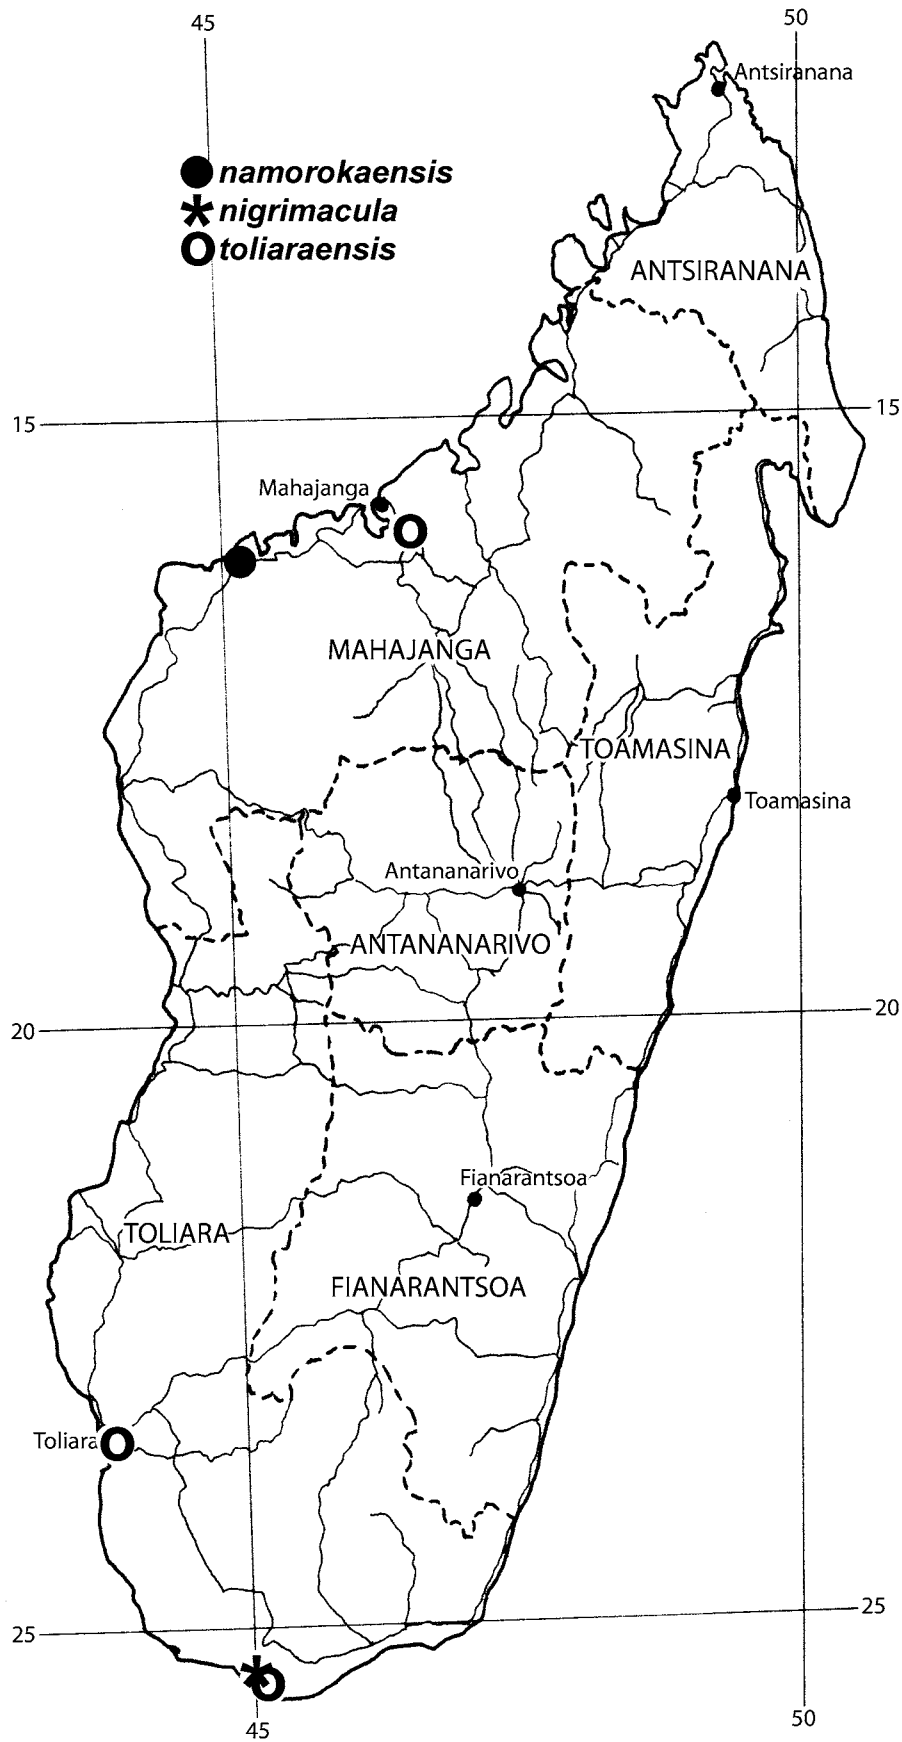 45
50
Antsiranana
namorokaensis
nigrimacula
toliaraensis
ANTSIRANANA
15
15
Mahajanga
MAHAJANGA
TOAMASINA
Toamasina
Antananarivo
ANTANANARIVO
20
20
Fianarantsoa
TOLIARA
FIANARANTSOA
Toliara
25
25
45
50